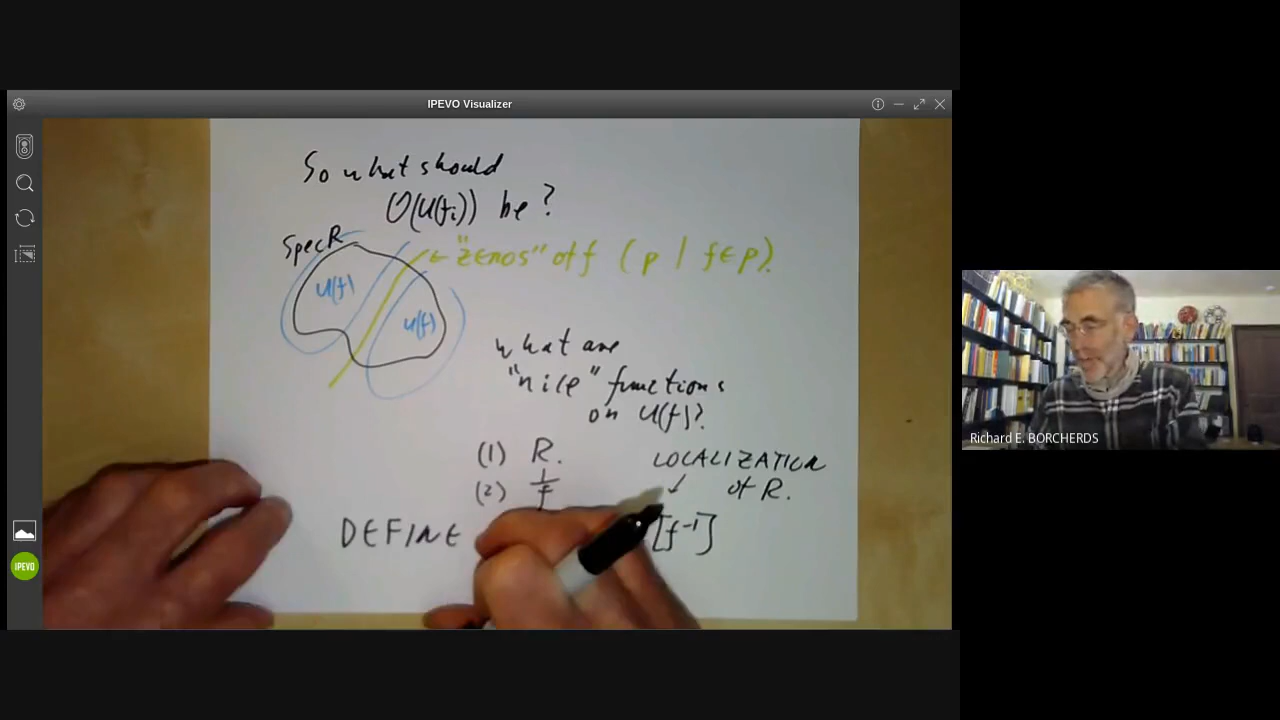 IPEVO Visualizer
So what should
O(U(fi)) be?
Spec R
← "zeros" of f (p | f∈p).
U(f)
U(f)
what are
"nice" functions
on U(f)?
(1) R.
LOCALIZATION
(2) 1/f
↓ of R.
DEFINE
[f⁻¹]
IPEVO
Richard E. BORCHERDS